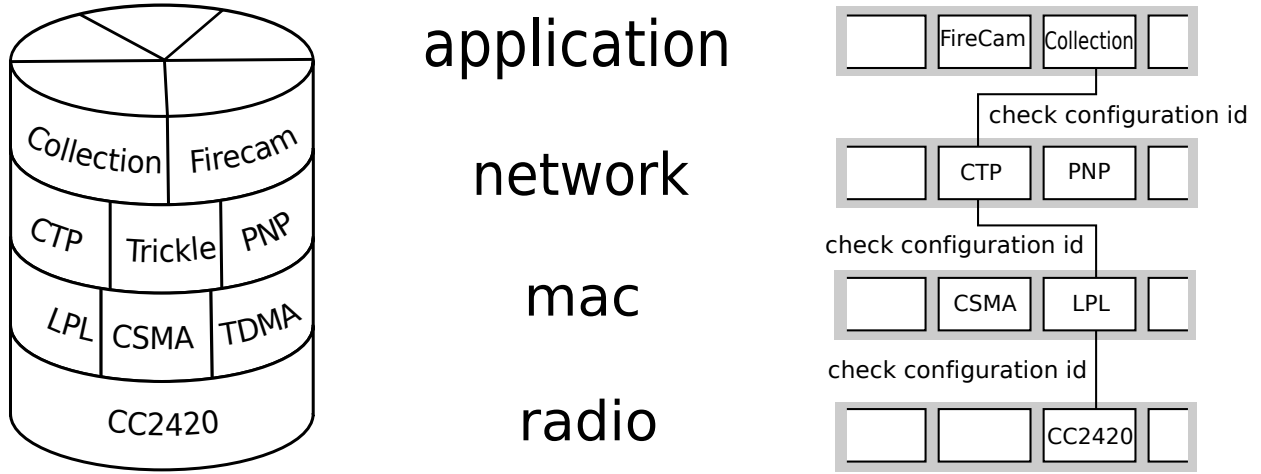 Collection Firecam
CTP Trickle PNP
LPL CSMA TDMA
CC2420
application
network
mac
radio
FireCam Collection
check configuration id
CTP PNP
check configuration id
CSMA LPL
check configuration id
CC2420